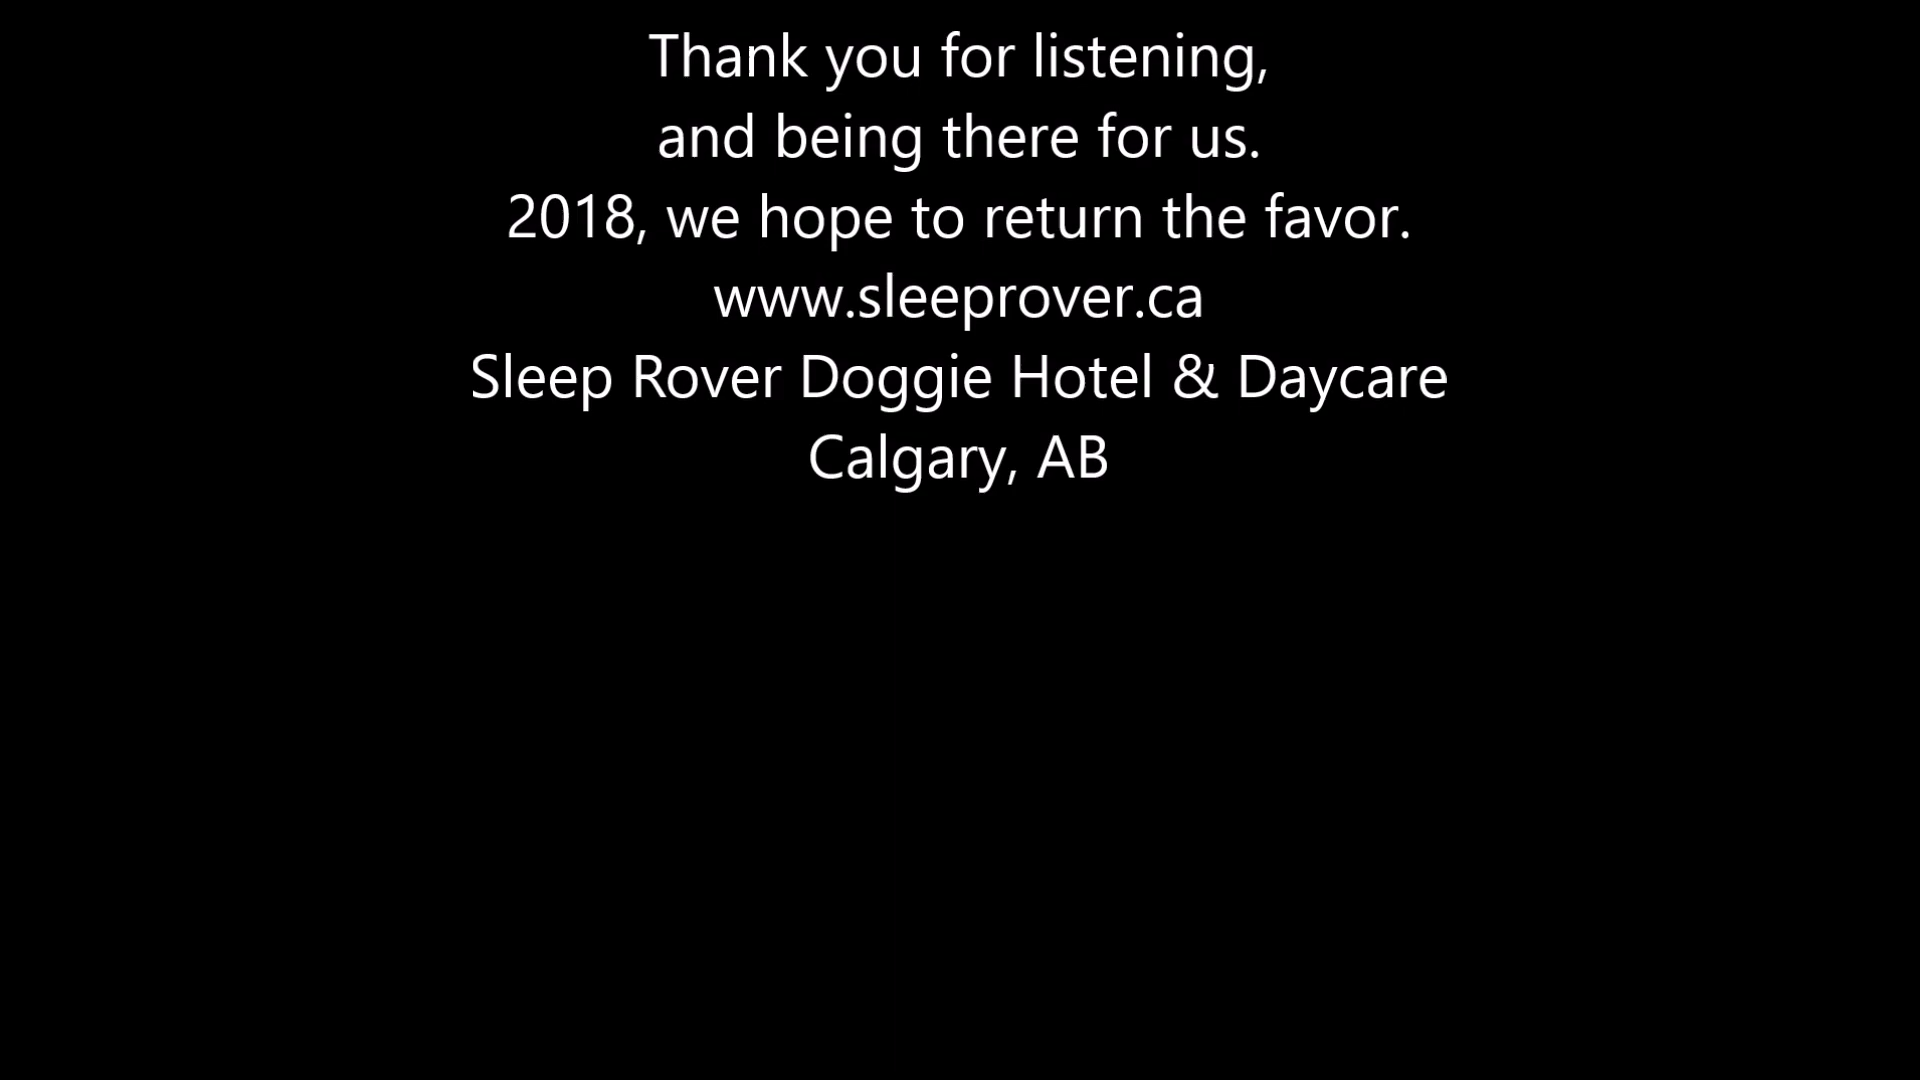 Thank you for listening,
and being there for us.
2018, we hope to return the favor.
www.sleeprover.ca
Sleep Rover Doggie Hotel & Daycare
Calgary, AB